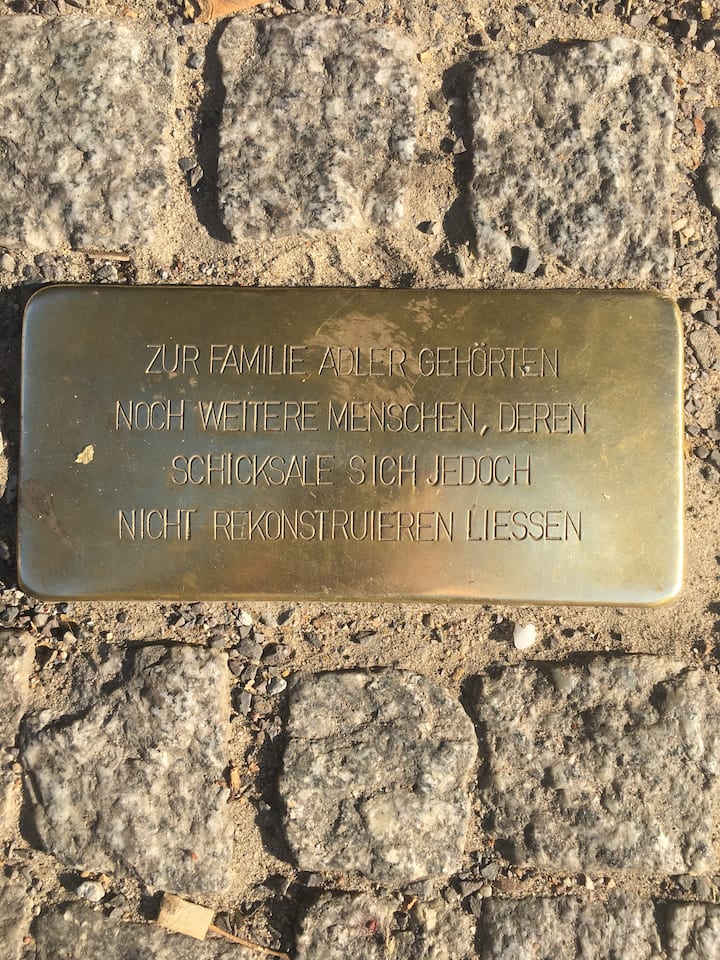 ZUR FAMILIE ADLER GEHÖRTEN
NOCH WEITERE MENSCHEN, DEREN
SCHICKSALE SICH JEDOCH
NICHT REKONSTRUIEREN LIESSEN